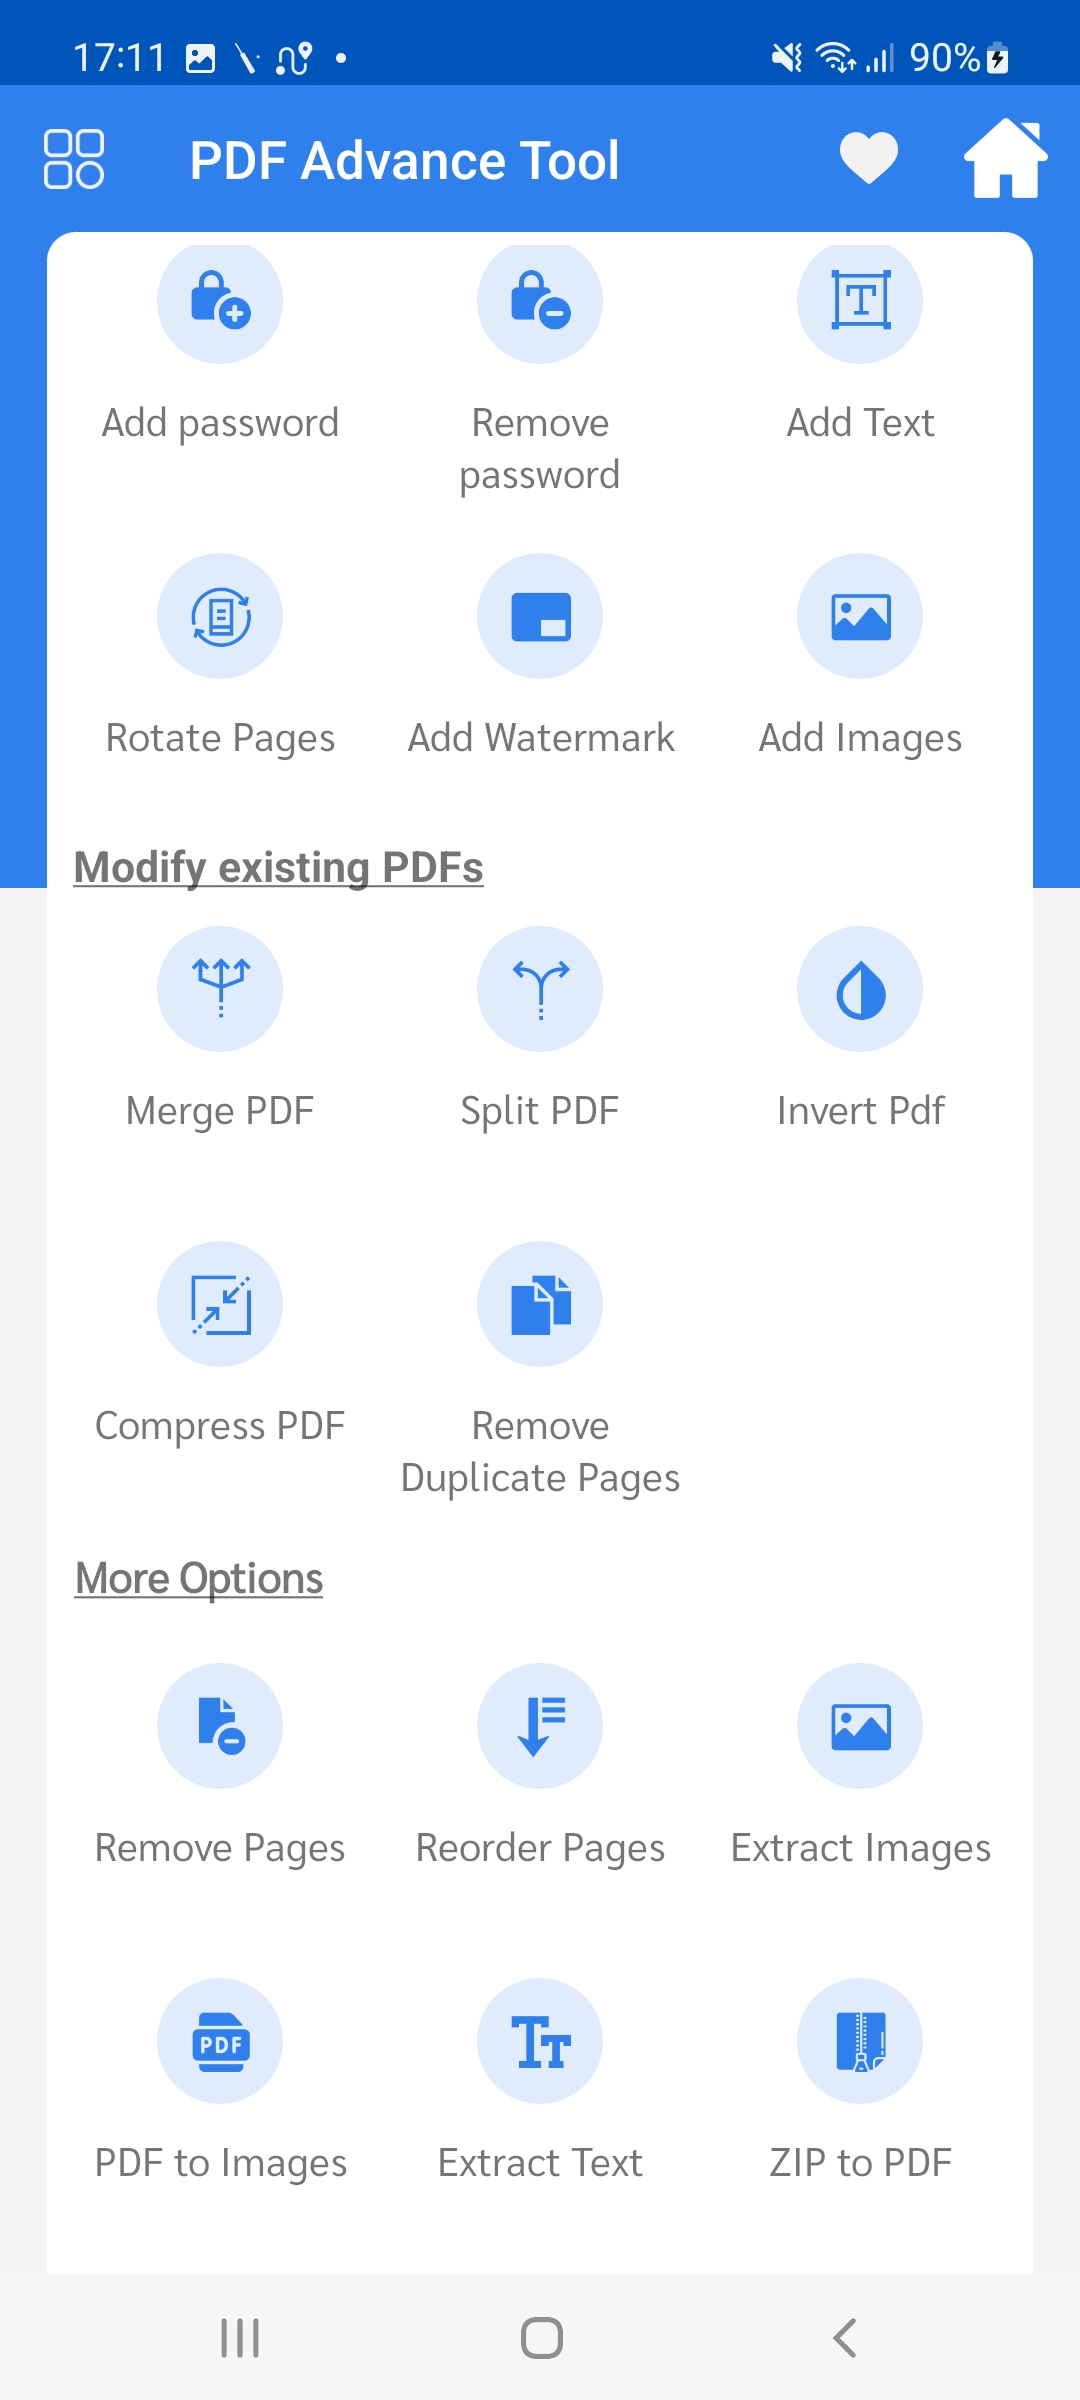 17:11 90%
PDF Advance Tool
Add password Remove Add Text
password
Rotate Pages Add Watermark Add Images
Modify existing PDFs
Merge PDF Split PDF Invert Pdf
Compress PDF Remove
Duplicate Pages
More Options
Remove Pages Reorder Pages Extract Images
PDF
PDF to Images Extract Text ZIP to PDF